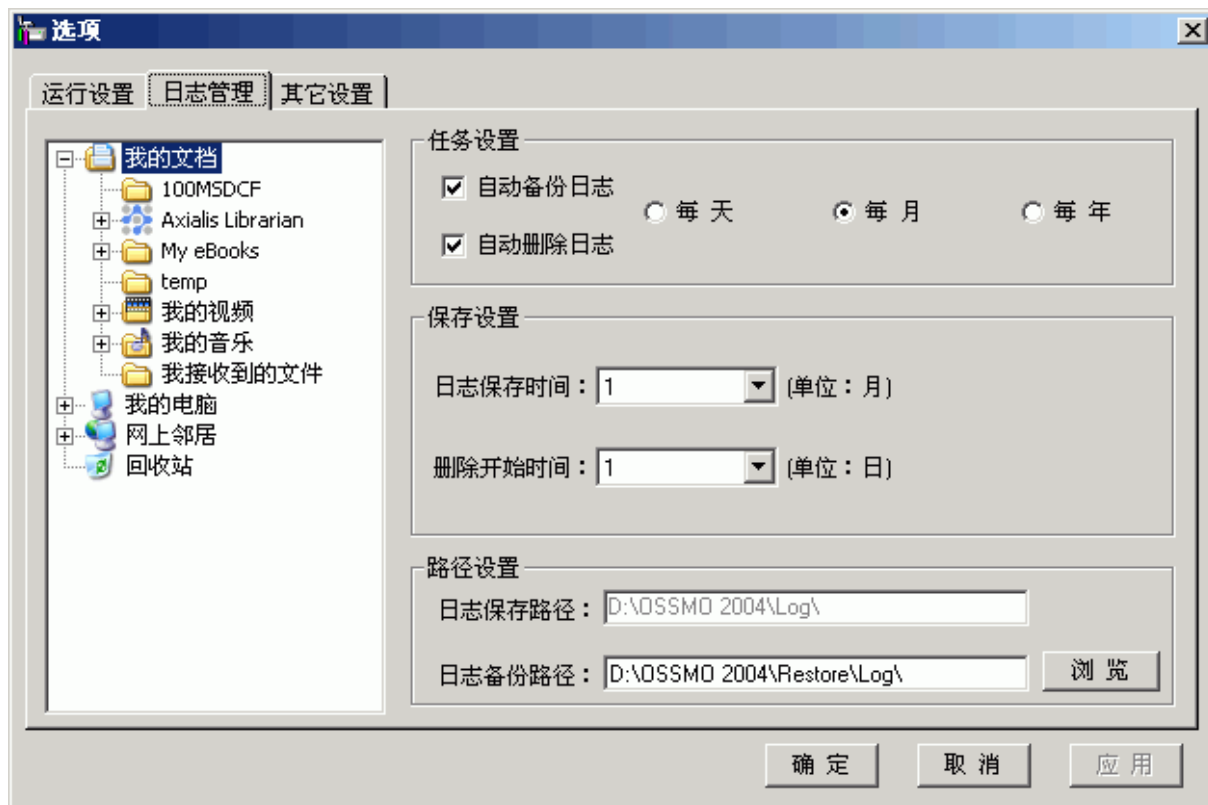 选项
运行设置 日志管理 其它设置
我的文档
100MSDCF
Axialis Librarian
My eBooks
temp
我的视频
我的音乐
我接收到的文件
我的电脑
网上邻居
回收站
任务设置
自动备份日志
每 天 每 月 每 年
自动删除日志
保存设置
日志保存时间：1 (单位：月)
删除开始时间：1 (单位：日)
路径设置
日志保存路径：D:\OSSMO 2004\Log\
日志备份路径：D:\OSSMO 2004\Restore\Log\ 浏 览
确 定 取 消 应 用